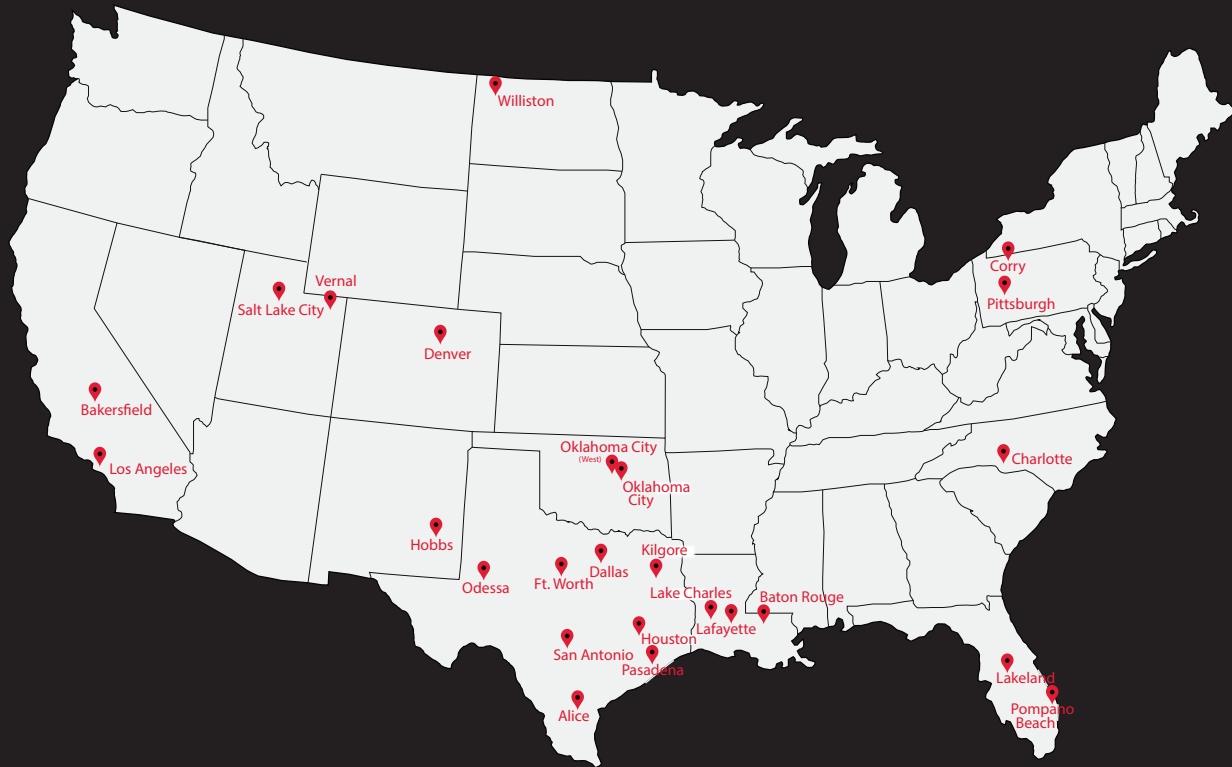 Williston
Corry
Vernal
Pittsburgh
Salt Lake City
Denver
Bakersfield
Oklahoma City
(West)
Charlotte
Los Angeles
Oklahoma
City
Hobbs
Kilgore
Dallas
Ft. Worth
Odessa
Lake Charles
Baton Rouge
Lafayette
Houston
San Antonio
Pasadena
Lakeland
Pompano
Beach
Alice